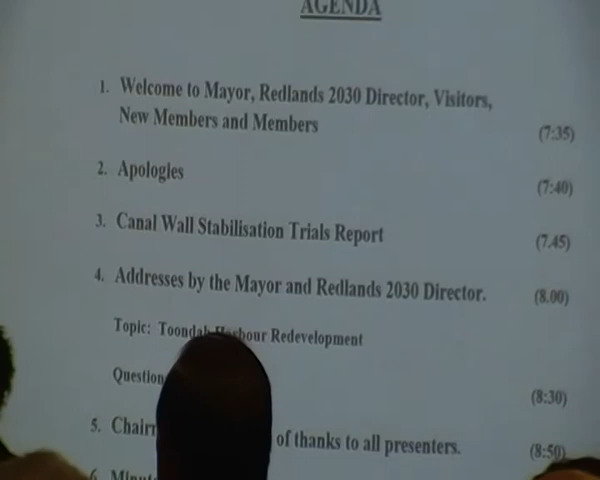 AGENDA
1. Welcome to Mayor, Redlands 2030 Director, Visitors,
New Members and Members (7:35)
2. Apologies (7:40)
3. Canal Wall Stabilisation Trials Report (7.45)
4. Addresses by the Mayor and Redlands 2030 Director. (8.00)
Topic: Toondah Harbour Redevelopment
(8:30)
5. of thanks to all presenters. (8:50)
6